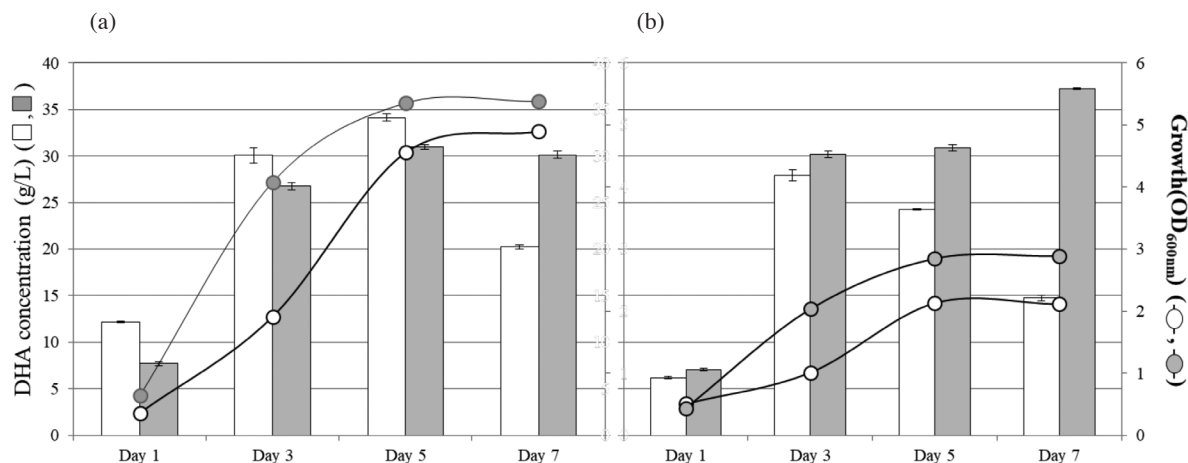 (a)
(b)
DHA concentration (g/L) (□,■)
40
35
30
25
20
15
10
5
0
Day 1
Day 3
Day 5
Day 7
Day 1
Day 3
Day 5
Day 7
6
5
4
3
2
1
0
Growth(OD600nm) (-○-,-●-)